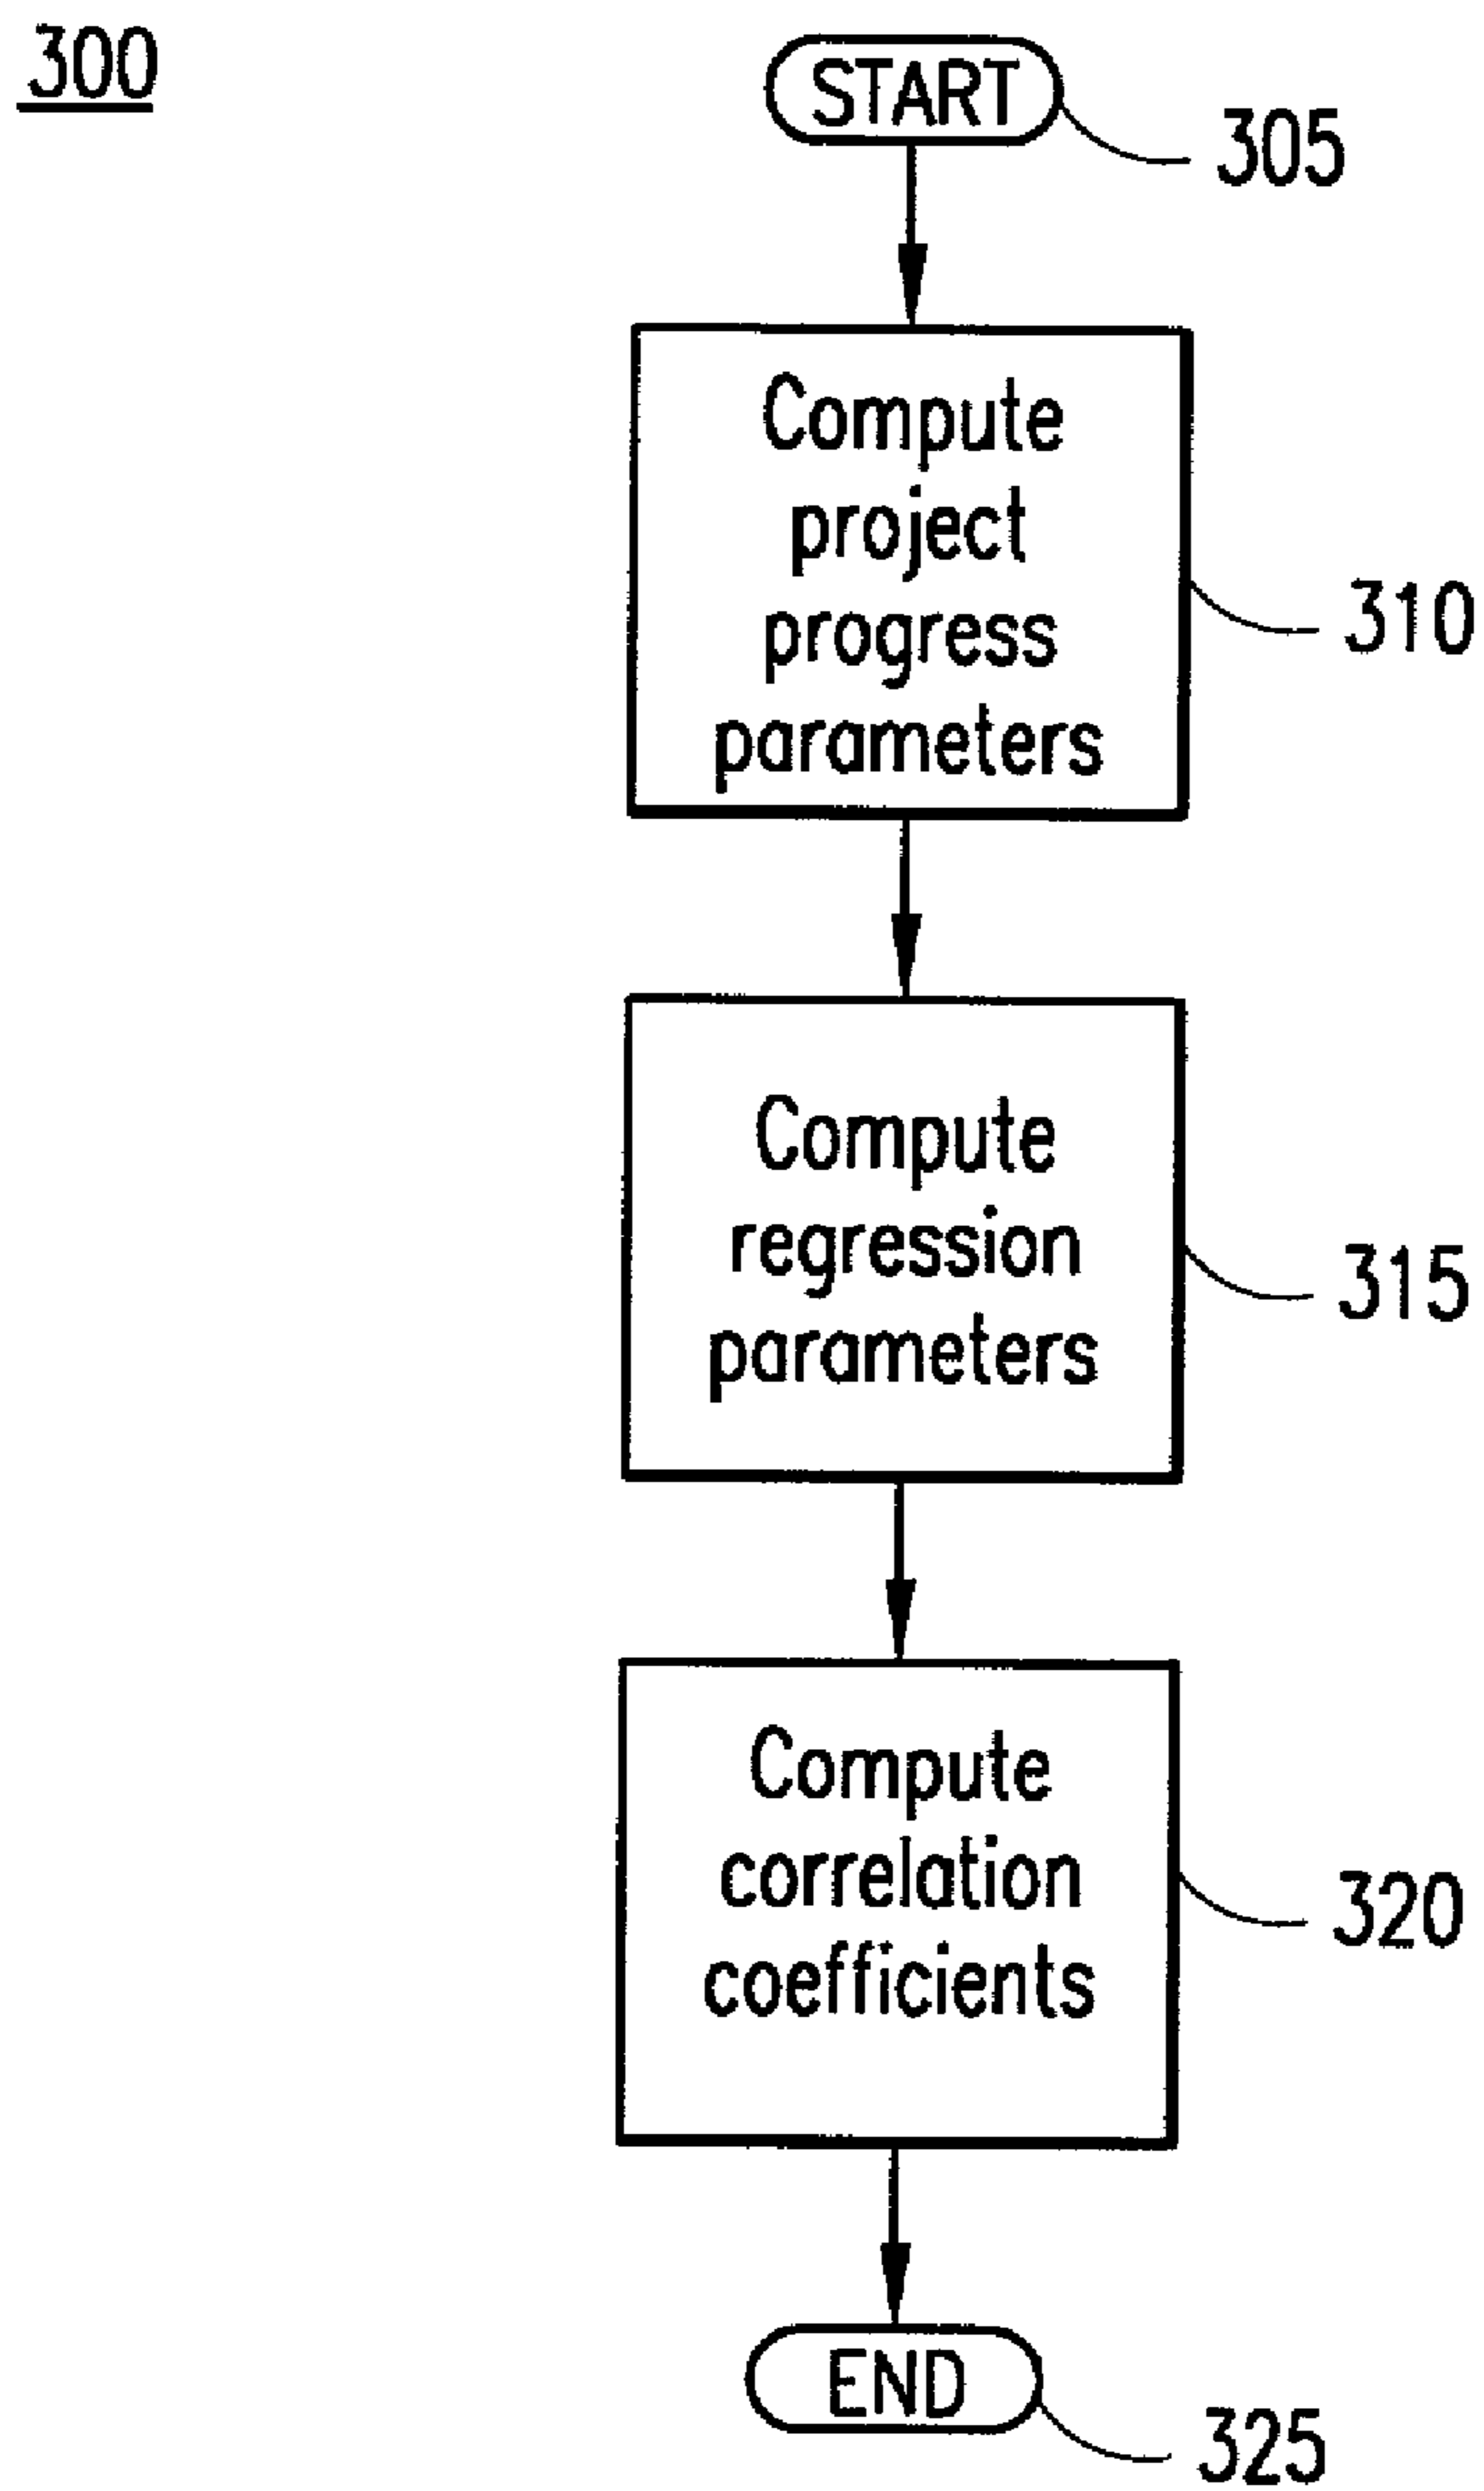 300
START
305
Compute
project
progress
parameters
310
Compute
regression
parameters
315
Compute
correlation
coefficients
320
END
325